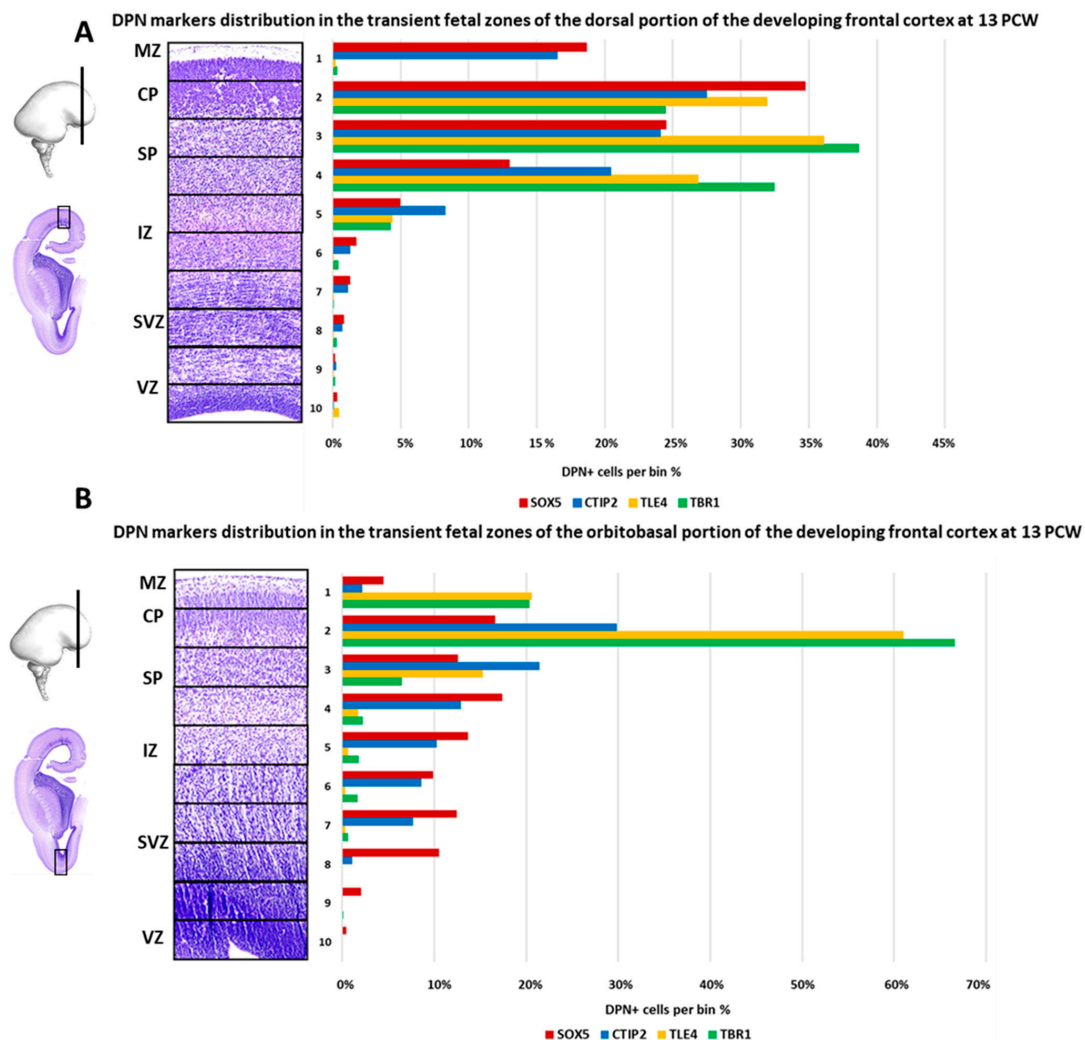 A
DPN markers distribution in the transient fetal zones of the dorsal portion of the developing frontal cortex at 13 PCW
MZ
CP
SP
IZ
SVZ
VZ
1
2
3
4
5
6
7
8
9
10
0% 5% 10% 15 % 20% 25% 30% 35% 40% 45%
DPN+ cells per bin %
SOX5 CTIP2 TLE4 TBR1
B
DPN markers distribution in the transient fetal zones of the orbitobasal portion of the developing frontal cortex at 13 PCW
MZ
CP
SP
IZ
SVZ
VZ
1
2
3
4
5
6
7
8
9
10
0% 10% 20% 30% 40% 50% 60% 70%
DPN+ cells per bin %
SOX5 CTIP2 TLE4 TBR1